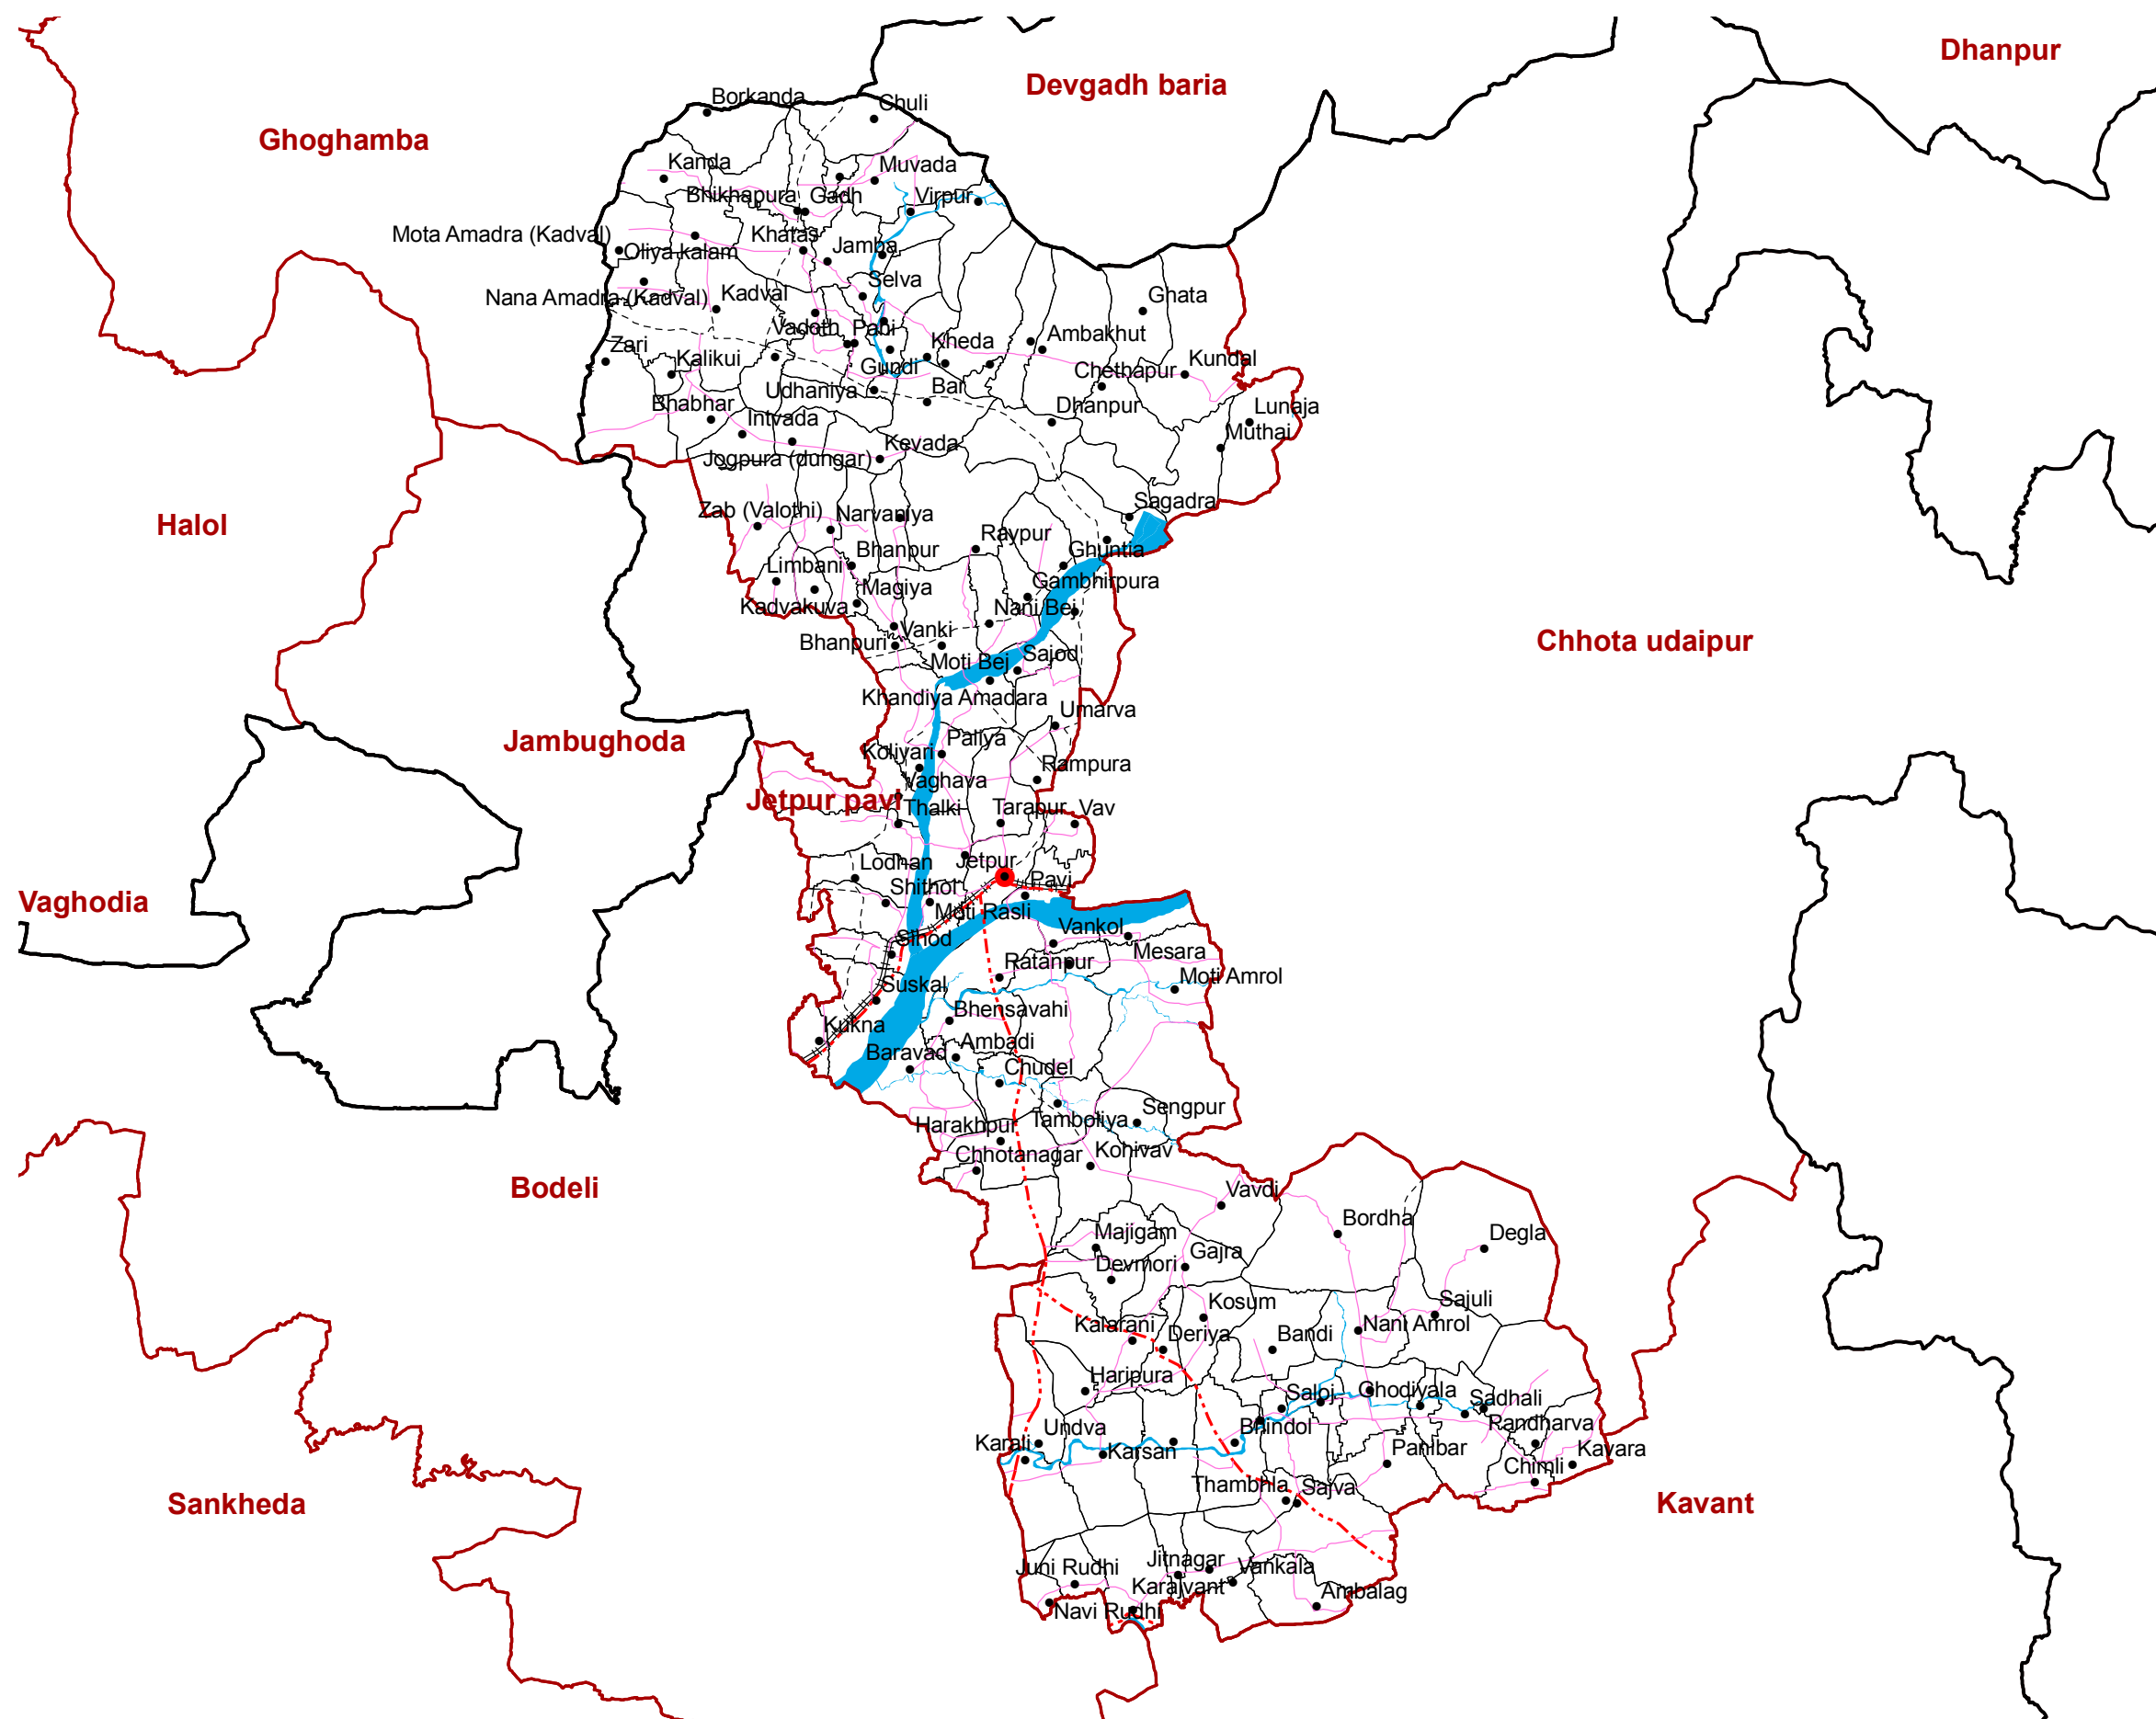 Dhanpur
Devgadh baria
Ghoghamba
Borkanda
Chuli
Kanda
Muvada
Bhikhapura
Gadh
Virpur
Mota Amadra (Kadval)
Khatas
Jamba
Oliya kalam
Selva
Nana Amadra (Kadval)
Kadval
Ghata
Vadoth
Pani
Kheda
Ambakhut
Zari
Kalikui
Gundi
Chethapur
Kundal
Udhaniya
Bar
Bhabhar
Dhanpur
Lunaja
Intvada
Muthai
Kevada
Jogpura (dungar)
Halol
Zab (Valothi)
Narvaniya
Sagadra
Raypur
Bhanpur
Ghuntia
Limbani
Magiya
Gambhirpura
Kadvakuva
Nani Bej
Vanki
Bhanpuri
Moti Bej
Sajod
Chhota udaipur
Khandiya Amadara
Umarva
Jambughoda
Paliya
Koliyari
Rampura
Vaghava
Jetpur pavi
Thalki
Tarapur
Vav
Lodhan
Jetpur
Shithol
Pavi
Vaghodia
Moti Rasli
Vankol
Sihod
Mesara
Ratanpur
Moti Amrol
Suskal
Bhensavahi
Kukna
Ambadi
Baravad
Chudel
Sengpur
Tamboliya
Harakhpur
Kohivav
Chhotanagar
Bodeli
Vavdi
Bordha
Majigam
Degla
Gajra
Devmori
Kosum
Sajuli
Kalarani
Deriya
Bandi
Nani Amrol
Haripura
Saloj
Ghodiyala
Sadhali
Undva
Bhindol
Randharva
Karali
Karsan
Panibar
Kavara
Chimli
Thambhla
Sajva
Sankheda
Kavant
Juni Rudhi
Jitnagar
Vankala
Karajvant
Ambalag
Navi Rudhi